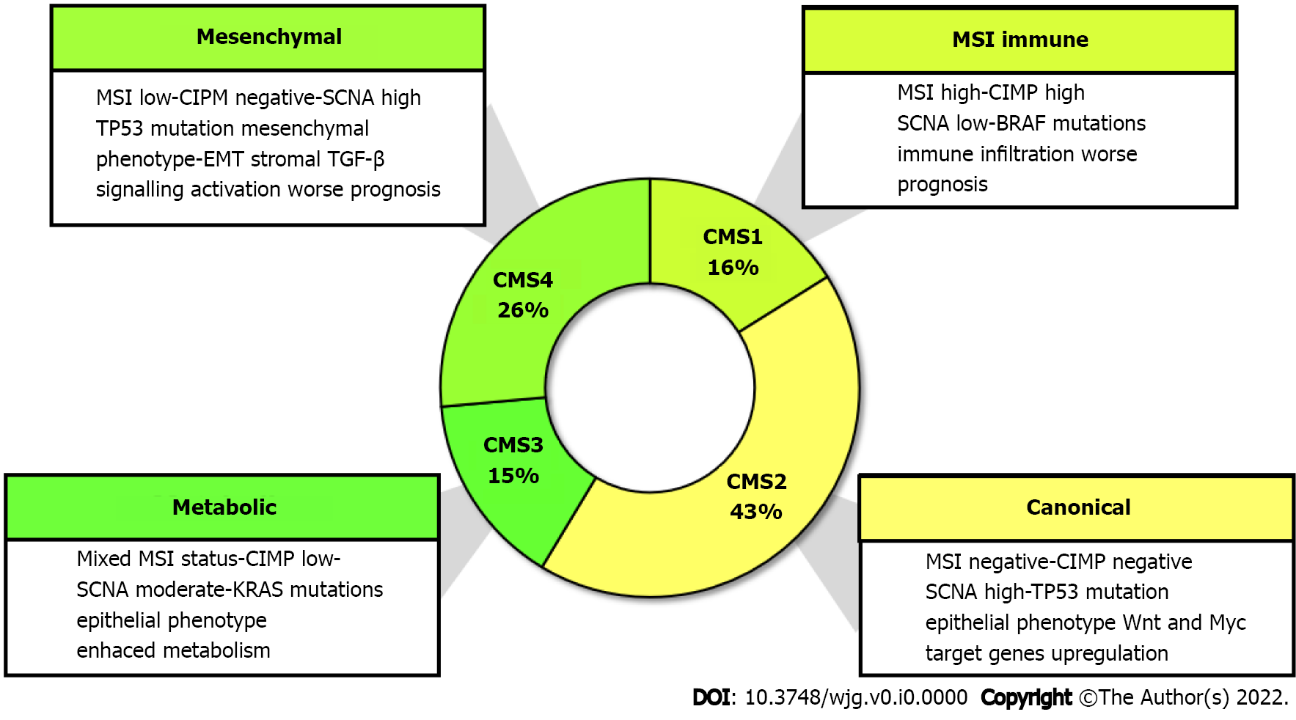 Mesenchymal
MSI low-CIPM negative-SCNA high
TP53 mutation mesenchymal
phenotype-EMT stromal TGF-β
signalling activation worse prognosis
MSI immune
MSI high-CIMP high
SCNA low-BRAF mutations
immune infiltration worse
prognosis
CMS1
16%
CMS4
26%
CMS3
15%
CMS2
43%
Metabolic
Mixed MSI status-CIMP low-
SCNA moderate-KRAS mutations
epithelial phenotype
enhaced metabolism
Canonical
MSI negative-CIMP negative
SCNA high-TP53 mutation
epithelial phenotype Wnt and Myc
target genes upregulation
DOI: 10.3748/wjg.v0.i0.0000 Copyright ©The Author(s) 2022.